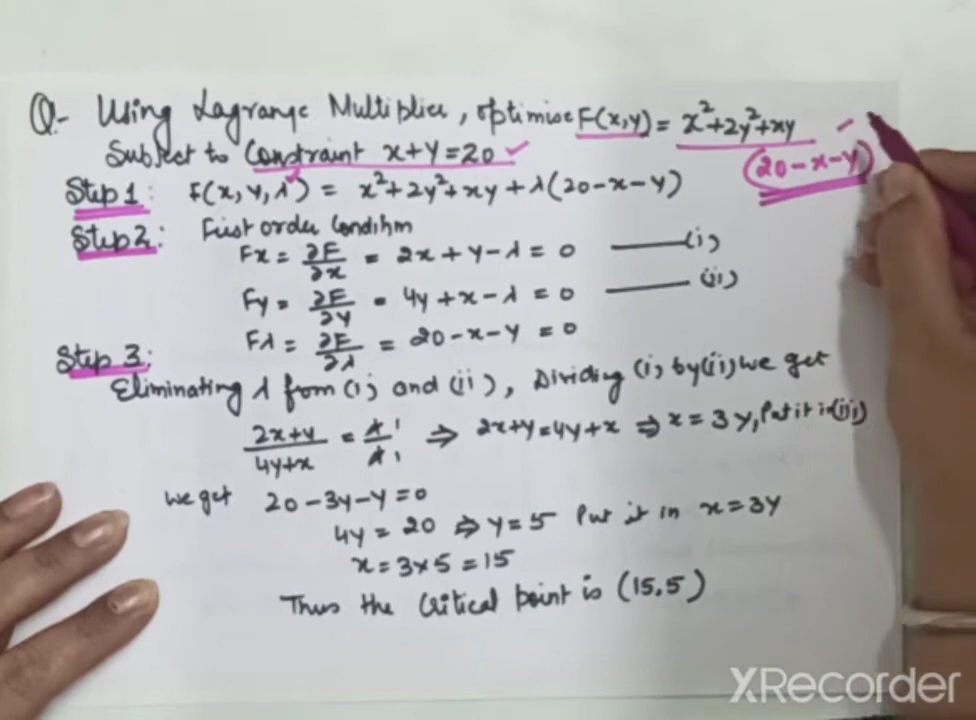 Q- Using Lagrange Multiplier, optimise F(x,y) = x²+2y²+xy
Subject to Constraint x+y=20
(20-x-y)
Step 1: F(x, y, λ) = x²+2y²+xy+λ(20-x-y)
Step 2: First order Condition
Fx = ∂F/∂x = 2x+y-λ = 0 —(i)
Fy = ∂F/∂y = 4y+x-λ = 0 —(ii)
Fλ = ∂F/∂λ = 20-x-y = 0
Step 3:
Eliminating λ from (i) and (ii), Dividing (i) by (ii) we get
2x+y/4y+x = λ 1/λ 1 ⇒ 2x+y=4y+x ⇒ x=3y, Put it in (iii)
we get 20-3y-y=0
4y = 20 ⇒ y=5 Put it in x=3y
x=3×5=15
Thus the Critical point is (15,5)
XRecorder